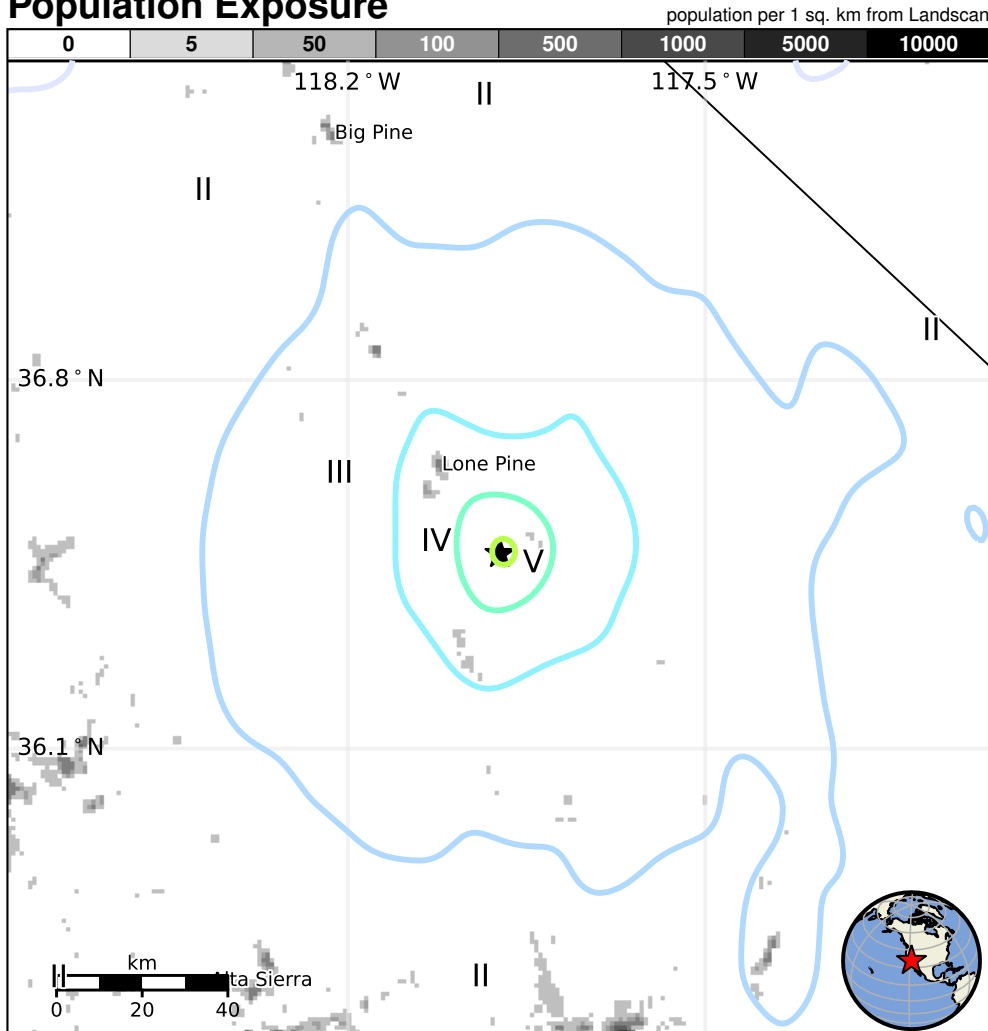 Population Exposure
population per 1 sq. km from Landscan
0 5 50 100 500 1000 5000 10000
118.2°W 117.5°W
II
Big Pine
II
II
36.8°N
Lone Pine
III
IV
V
36.1°N
km
II
ta Sierra
II
0 20 40